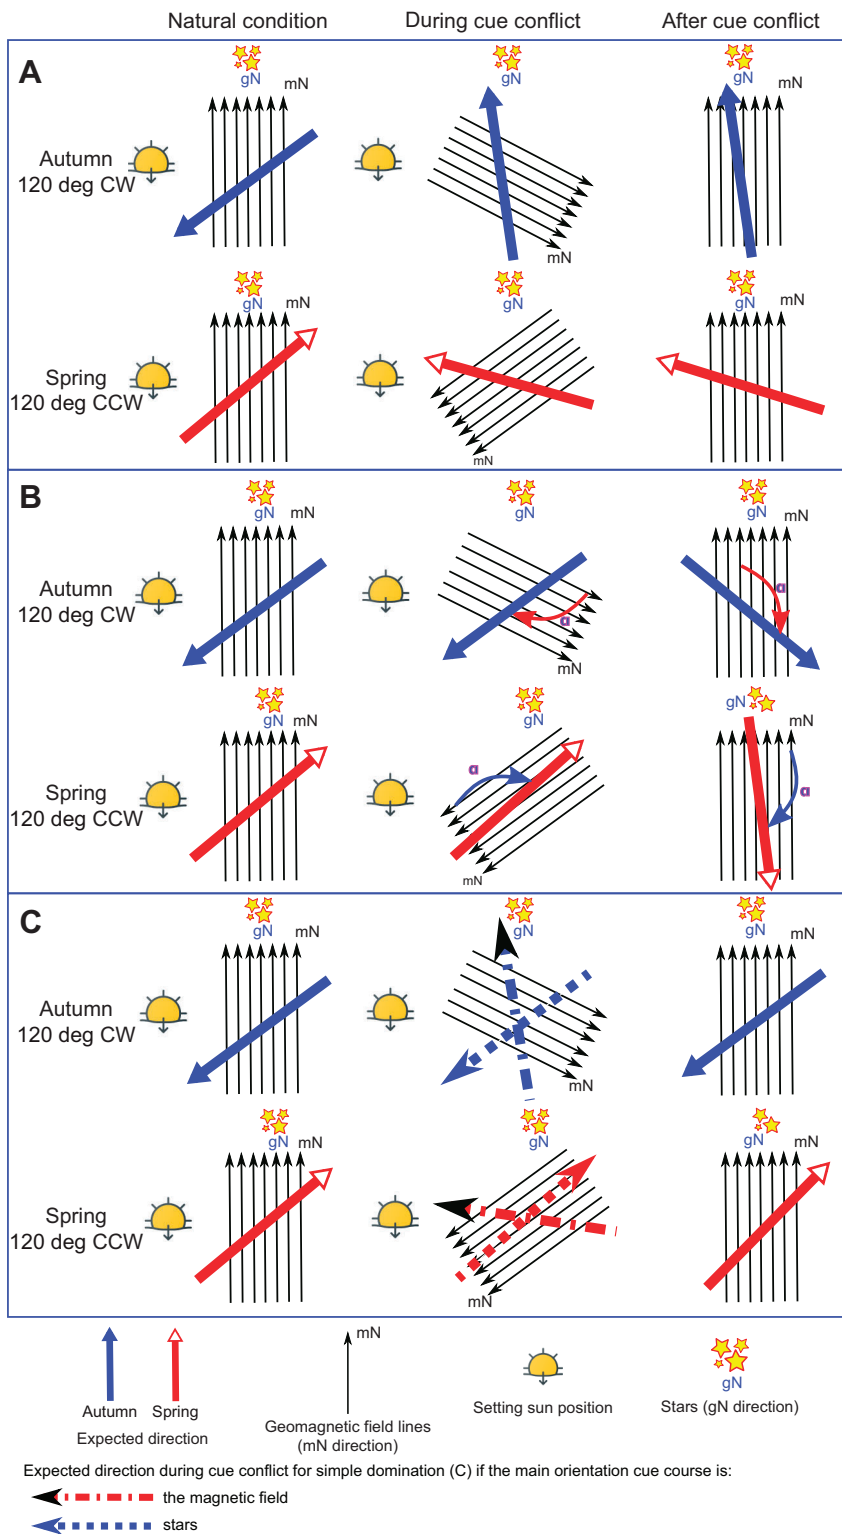 Natural condition During cue conflict After cue conflict
A
gN mN gN gN mN
Autumn
120 deg CW
mN
gN mN gN gN mN
Spring
120 deg CCW
mN
B
gN mN gN gN mN
Autumn
120 deg CW
α α
mN
gN mN gN gN mN
Spring
120 deg CCW
α α
mN
C
gN mN gN gN mN
Autumn
120 deg CW
mN
gN mN gN gN mN
Spring
120 deg CCW
mN
mN
gN
Autumn Spring
Expected direction
Geomagnetic field lines
(mN direction)
Setting sun position
Stars (gN direction)
Expected direction during cue conflict for simple domination (C) if the main orientation cue course is:
the magnetic field
stars